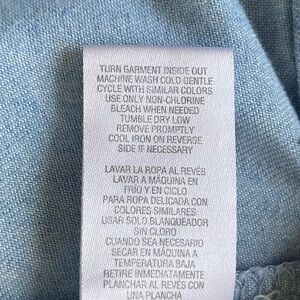 TURN GARMENT INSIDE OUT
MACHINE WASH COLD GENTLE
CYCLE WITH SIMILAR COLORS
USE ONLY NON-CHLORINE
BLEACH WHEN NEEDED
TUMBLE DRY LOW
REMOVE PROMPTLY
COOL IRON ON REVERSE
SIDE IF NECESSARY
LAVAR LA ROPA AL REVÉS
LAVAR A MÁQUINA EN
FRÍO Y EN CICLO
PARA ROPA DELICADA CON
COLORES SIMILARES
USAR SOLO BLANQUEADOR
SIN CLORO
CUANDO SEA NECESARIO
SECAR EN MÁQUINA A
TEMPERATURA BAJA
RETIRE INMEDIATAMENTE
PLANCHAR AL REVÉS CON
UNA PLANCHA